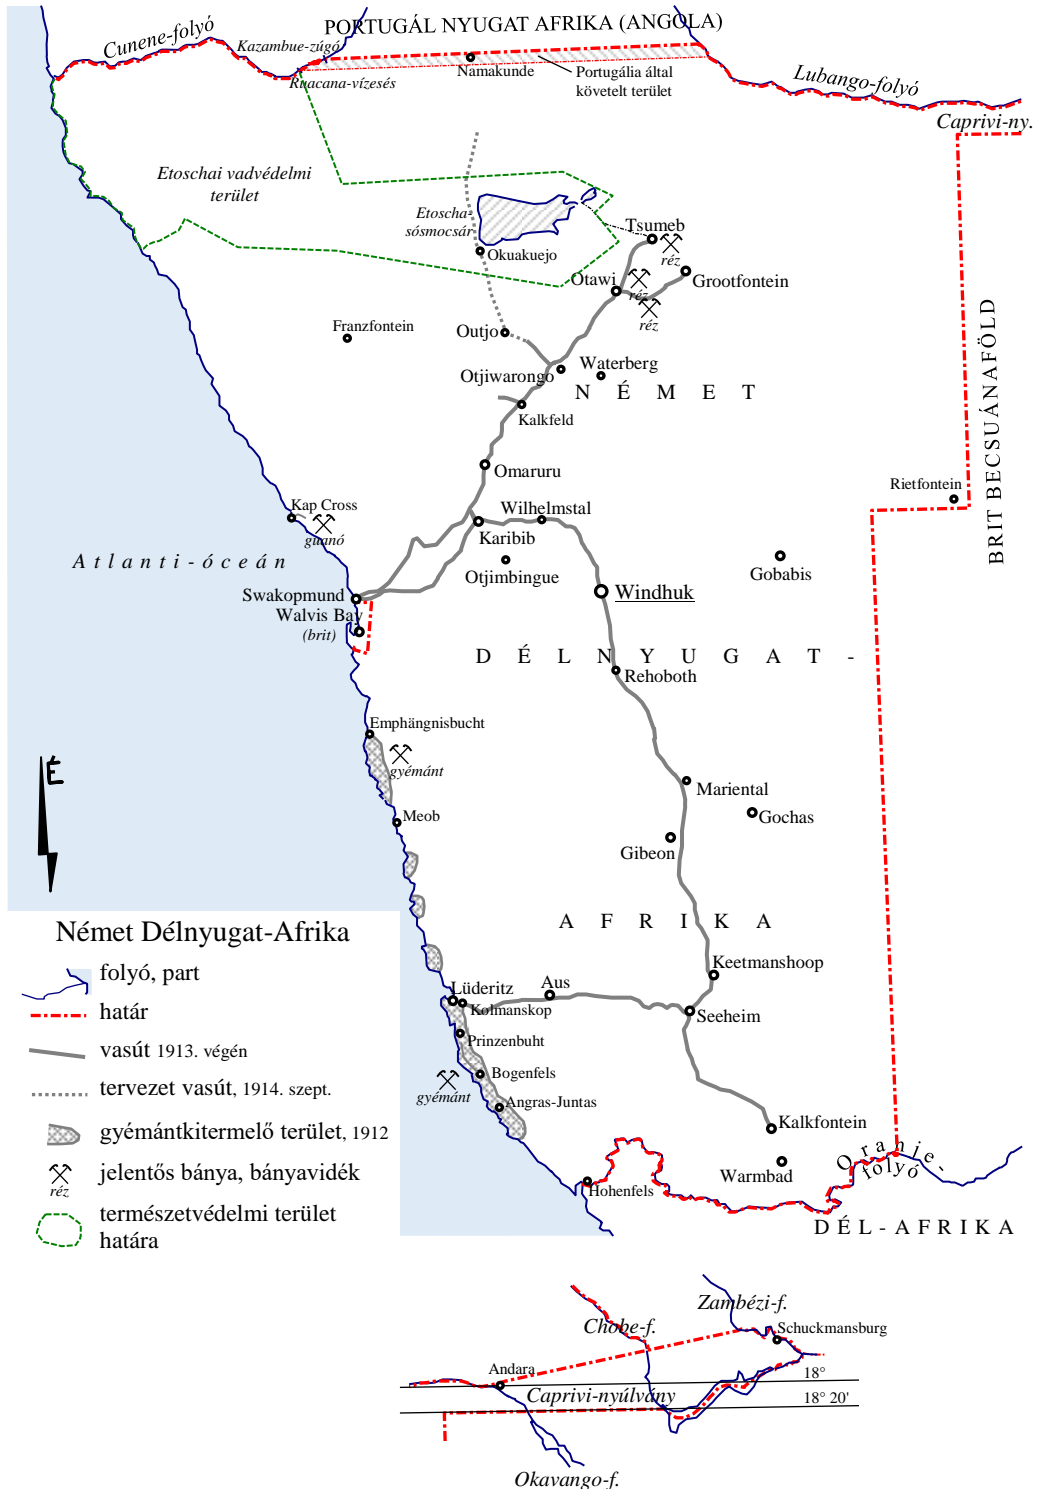 PORTUGÁL NYUGAT AFRIKA (ANGOLA)
Cunene-folyó
Kazambue-zúgó
Ruacana-vízesés
Namakunde
Portugália által
követelt terület
Lubango-folyó
Caprivi-ny.
Etoschai vadvédelmi
terület
Etoscha-
sósmocsár
Okuakuejo
Tsumeb
réz
Otawi
réz
Grootfontein
réz
Franzfontein
Outjo
Otjiwarongo
Waterberg
NÉMET
Kalkfeld
BRIT BECSUÁNAFÖLD
Omaruru
Rietfontein
Kap Cross
guanó
Wilhelmstal
Karibib
Atlanti-óceán
Otjimbingue
Gobabis
Swakopmund
Windhuk
Walvis Bay
(brit)
DÉLNYUGAT-
Rehoboth
Emphängnisbucht
gyémánt
Mariental
Meob
Gochas
Gibeon
AFRIKA
Német Délnyugat-Afrika
folyó, part
határ
vasút 1913. végén
tervezet vasút, 1914. szept.
gyémántkitermelő terület, 1912
jelentős bánya, bányavidék
réz
természetvédelmi terület
határa
É
Keetmanshoop
Lüderitz
Aus
Kolmanskop
Seeheim
Prinzenbuht
Bogenfels
gyémánt
Angras-Juntas
Kalkfontein
Oranje-
folyó
Warmbad
Hohenfels
DÉL-AFRIKA
Zambézi-f.
Chobe-f.
Schuckmansburg
Andara
18°
Caprivi-nyúlvány
18° 20'
Okavango-f.